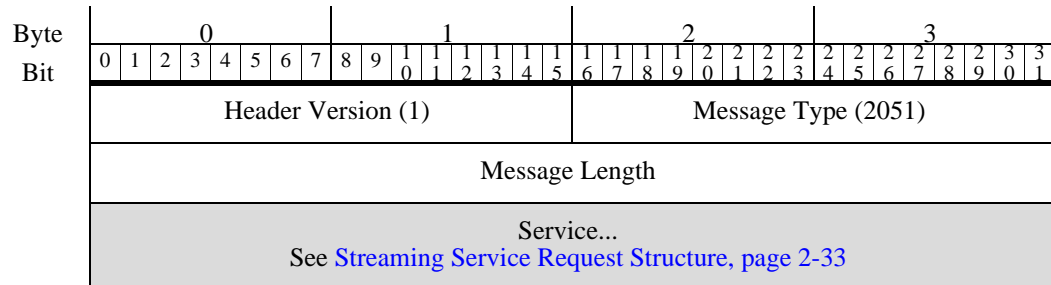 Byte 0 1 2 3
Bit 0 1 2 3 4 5 6 7 8 9 10 11 12 13 14 15 16 17 18 19 20 21 22 23 24 25 26 27 28 29 30 31
Header Version (1) Message Type (2051)
Message Length
Service...
See Streaming Service Request Structure, page 2-33